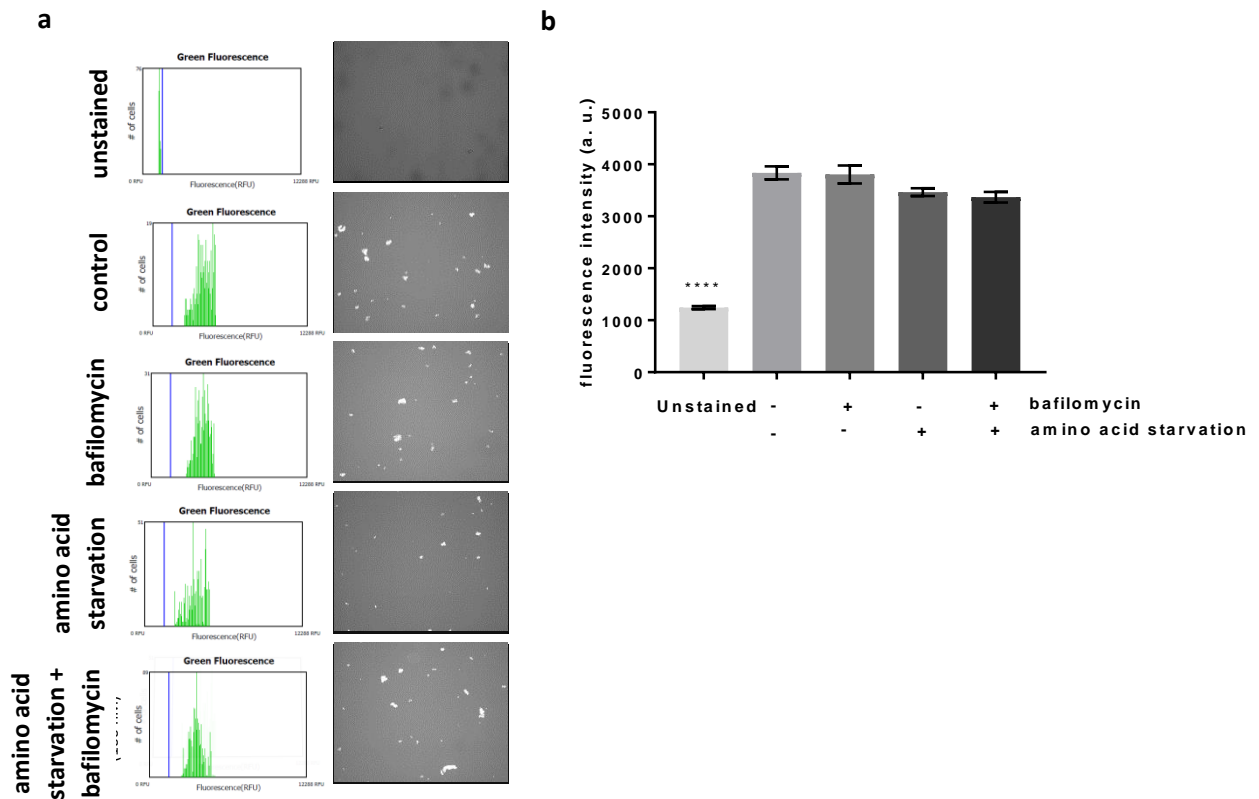 a
unstained
Green Fluorescence
76
# of cells
0 RFU
Fluorescence(RFU)
12288 RFU
control
Green Fluorescence
19
# of cells
0 RFU
Fluorescence(RFU)
12288 RFU
bafilomycin
Green Fluorescence
31
# of cells
0 RFU
Fluorescence(RFU)
12288 RFU
amino acid
starvation
Green Fluorescence
# of cells
0 RFU
Fluorescence(RFU)
12288 RFU
amino acid
starvation +
bafilomycin
Green Fluorescence
# of cells
0 RFU
Fluorescence(RFU)
12288 RFU
b
fluorescence intensity (a. u.)
5000
4000
3000
2000
1000
0
****
Unstained - + - + bafilomycin
- - + + amino acid starvation